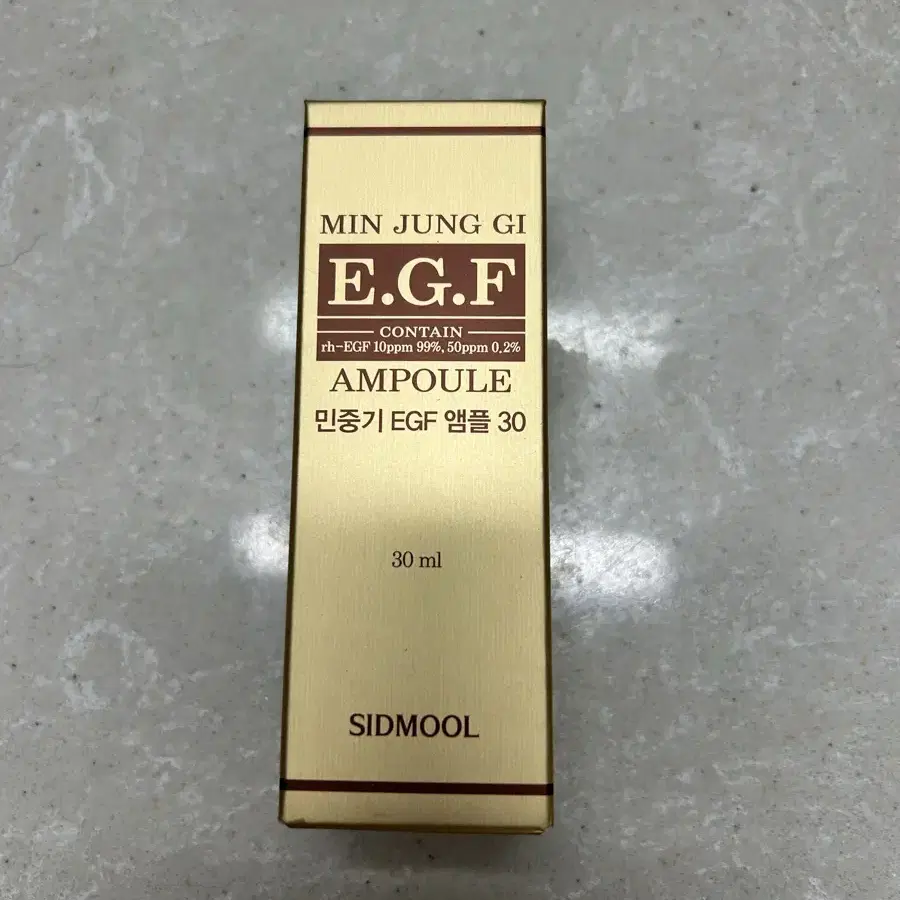 MIN JUNG GI
E.G.F
CONTAIN
rh-EGF 10ppm 99%, 50ppm 0.2%
AMPOULE
민중기 EGF 앰플 30
30 ml
SIDMOOL